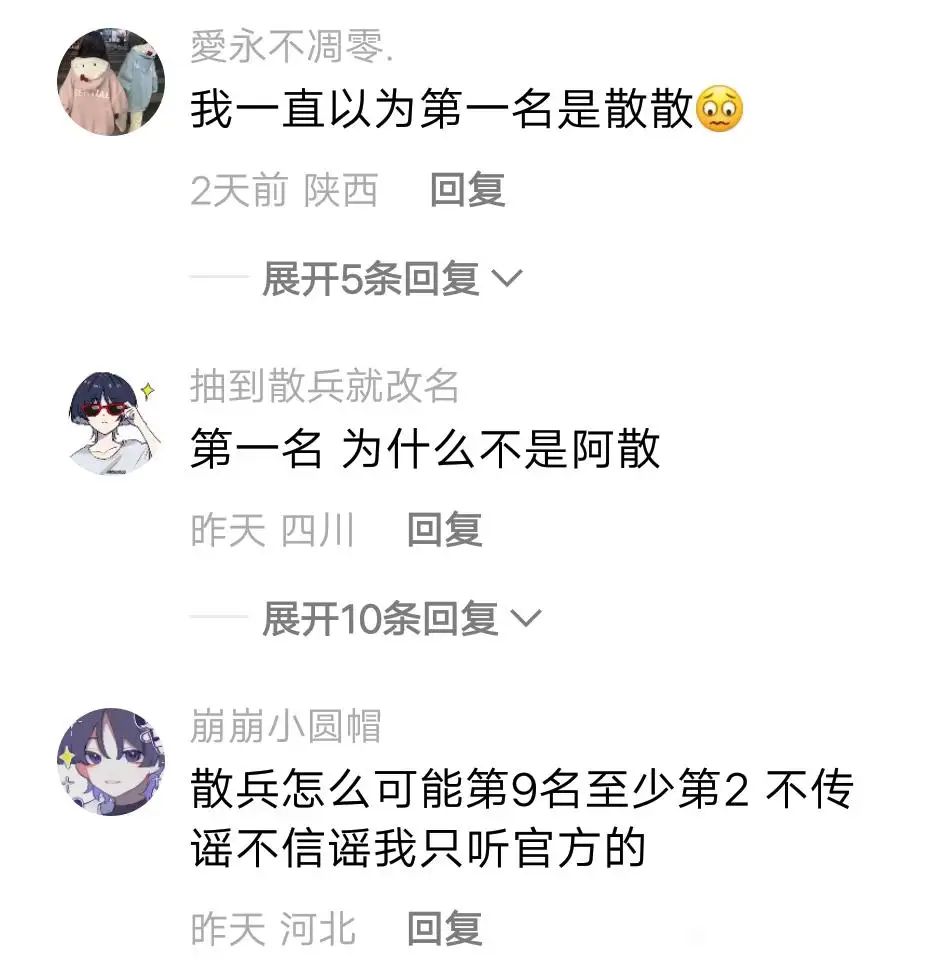 愛永不凋零.
我一直以为第一名是散散😟
2天前 陕西 回复
展开5条回复
抽到散兵就改名
第一名 为什么不是阿散
昨天 四川 回复
展开10条回复
崩崩小圆帽
散兵怎么可能第9名至少第2 不传
谣不信谣我只听官方的
昨天 河北 回复